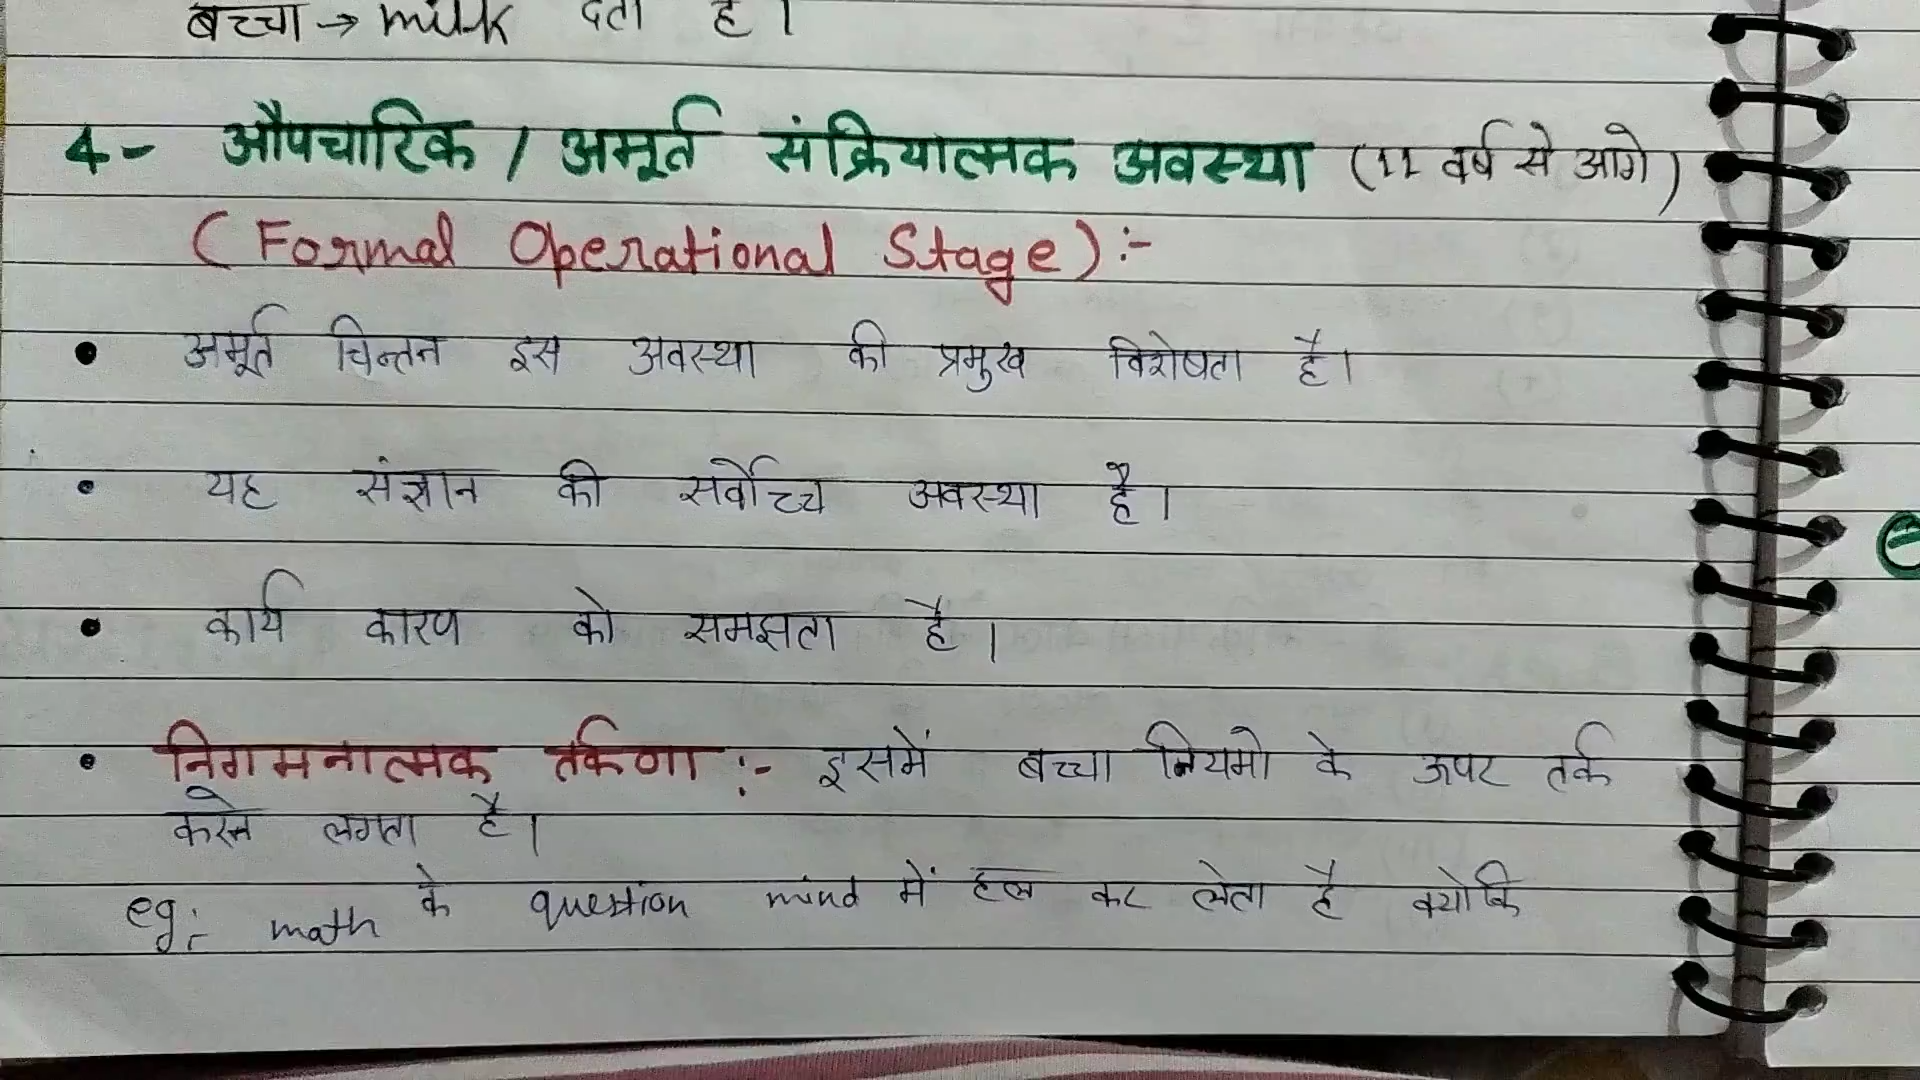 बच्चा → milk देता है।
4- औपचारिक / अमूर्त संक्रियात्मक अवस्था (11 वर्ष से आगे)
(Formal Operational Stage) :-
• अमूर्त चिन्तन इस अवस्था की प्रमुख विशेषता है।
• यह संज्ञान की सर्वोच्च अवस्था है।
• कार्य कारण को समझता है।
• निगमनात्मक तर्कणा :- इसमें बच्चा नियमो के ऊपर तर्क
करने लगता है।
eg:- math के question mind में हल कर लेता है क्योकि